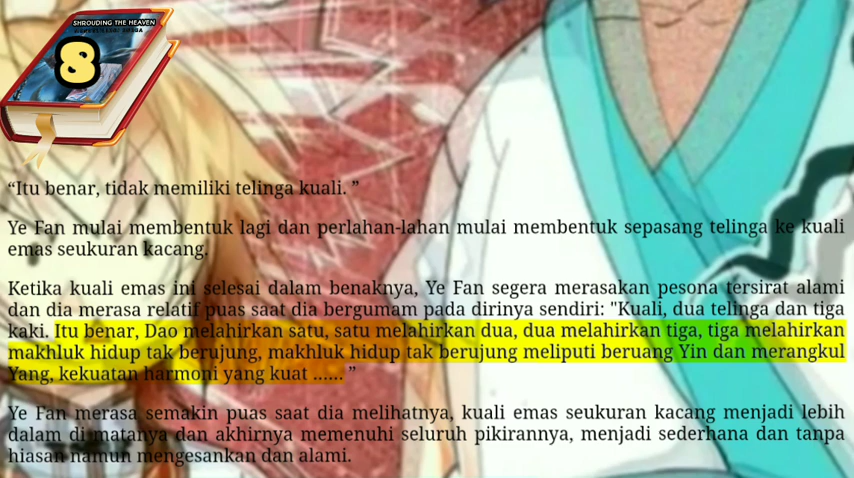 SHROUDING THE HEAVEN
8
“Itu benar, tidak memiliki telinga kuali. ”
Ye Fan mulai membentuk lagi dan perlahan-lahan mulai membentuk sepasang telinga ke kuali
emas seukuran kacang.
Ketika kuali emas ini selesai dalam benaknya, Ye Fan segera merasakan pesona tersirat alami
dan dia merasa relatif puas saat dia bergumam pada dirinya sendiri: "Kuali, dua telinga dan tiga
kaki. Itu benar, Dao melahirkan satu, satu melahirkan dua, dua melahirkan tiga, tiga melahirkan
makhluk hidup tak berujung, makhluk hidup tak berujung meliputi beruang Yin dan merangkul
Yang, kekuatan harmoni yang kuat ...... ”
Ye Fan merasa semakin puas saat dia melihatnya, kuali emas seukuran kacang menjadi lebih
dalam di matanya dan akhirnya memenuhi seluruh pikirannya, menjadi sederhana dan tanpa
hiasan namun mengesankan dan alami.